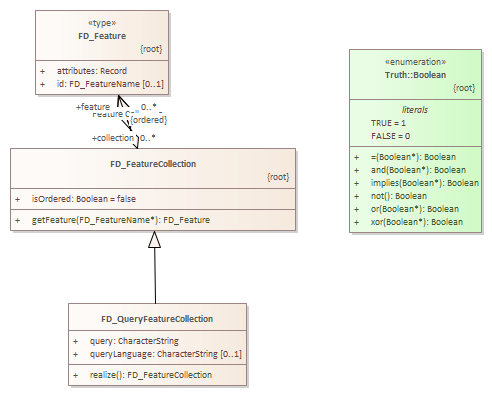 «type»
FD_Feature
{root}
+ attributes: Record
+ id: FD_FeatureName [0..1]
+feature 0..*
{ordered}
+collection 0..*
FD_FeatureCollection
{root}
+ isOrdered: Boolean = false
+ getFeature(FD_FeatureName*): FD_Feature
FD_QueryFeatureCollection
+ query: CharacterString
+ queryLanguage: CharacterString [0..1]
+ realize(): FD_FeatureCollection
«enumeration»
Truth::Boolean
{root}
literals
TRUE = 1
FALSE = 0
+ =(Boolean*): Boolean
+ and(Boolean*): Boolean
+ implies(Boolean*): Boolean
+ not(): Boolean
+ or(Boolean*): Boolean
+ xor(Boolean*): Boolean